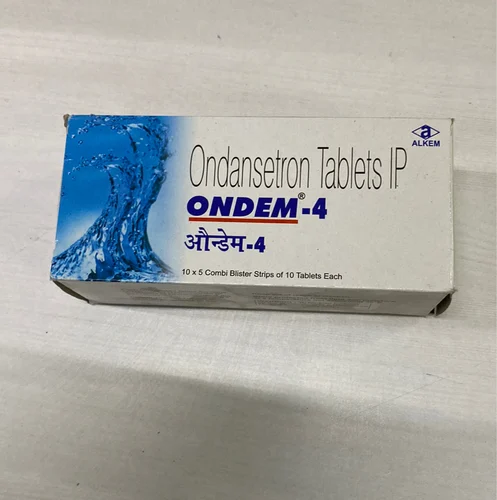 ALKEM
Ondansetron Tablets IP
ONDEM®-4
औन्डेम-4
10 x 5 Combi Blister Strips of 10 Tablets Each